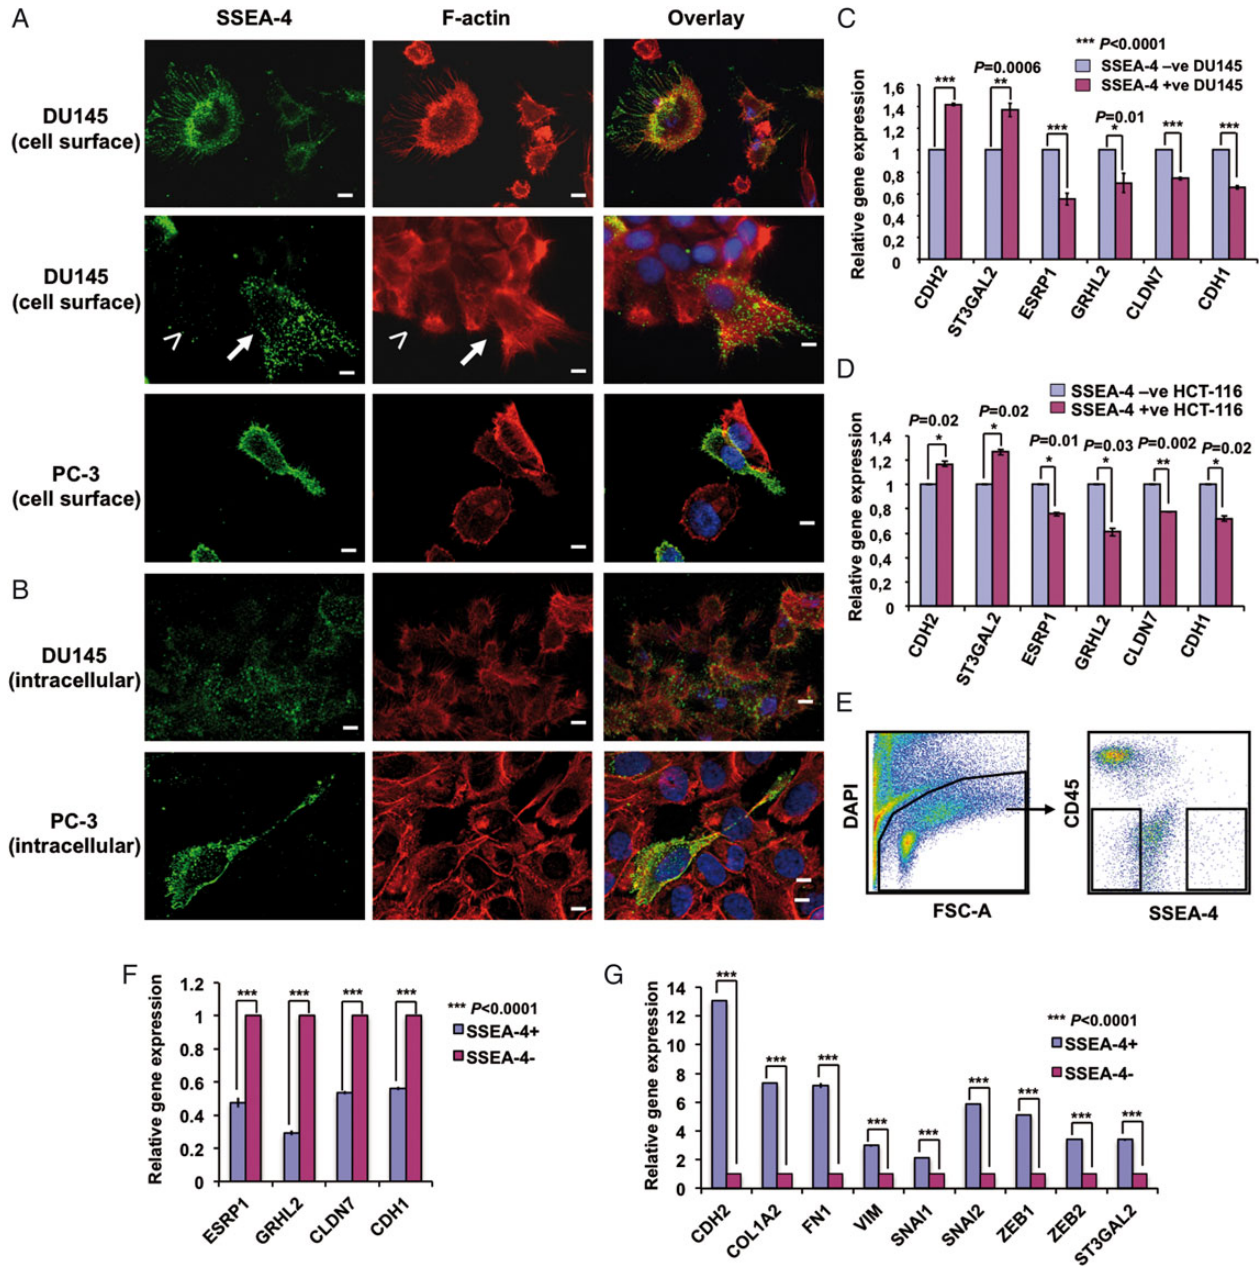 A
SSEA-4
F-actin
Overlay
DU145
(cell surface)
DU145
(cell surface)
PC-3
(cell surface)
B
DU145
(intracellular)
PC-3
(intracellular)
C
*** P<0.0001
SSEA-4 –ve DU145
SSEA-4 +ve DU145
Relative gene expression
1,6
1,4
1,2
1
0,8
0,6
0,4
0,2
0
***
P=0.0006
**
***
P=0.01
*
***
***
CDH2
ST3GAL2
ESRP1
GRHL2
CLDN7
CDH1
D
SSEA-4 –ve HCT-116
SSEA-4 +ve HCT-116
Relative gene expression
1,4
1,2
1
0,8
0,6
0,4
0,2
0
P=0.02
*
P=0.02
*
P=0.01
*
P=0.03
*
P=0.002
**
P=0.02
*
CDH2
ST3GAL2
ESRP1
GRHL2
CLDN7
CDH1
E
DAPI
FSC-A
CD45
SSEA-4
F
Relative gene expression
1.2
1
0.8
0.6
0.4
0.2
0
***
***
***
***
*** P<0.0001
SSEA-4+
SSEA-4-
ESRP1
GRHL2
CLDN7
CDH1
G
Relative gene expression
14
12
10
8
6
4
2
0
***
***
***
***
***
***
***
***
***
*** P<0.0001
SSEA-4+
SSEA-4-
CDH2
COL1A2
FN1
VIM
SNAI1
SNAI2
ZEB1
ZEB2
ST3GAL2